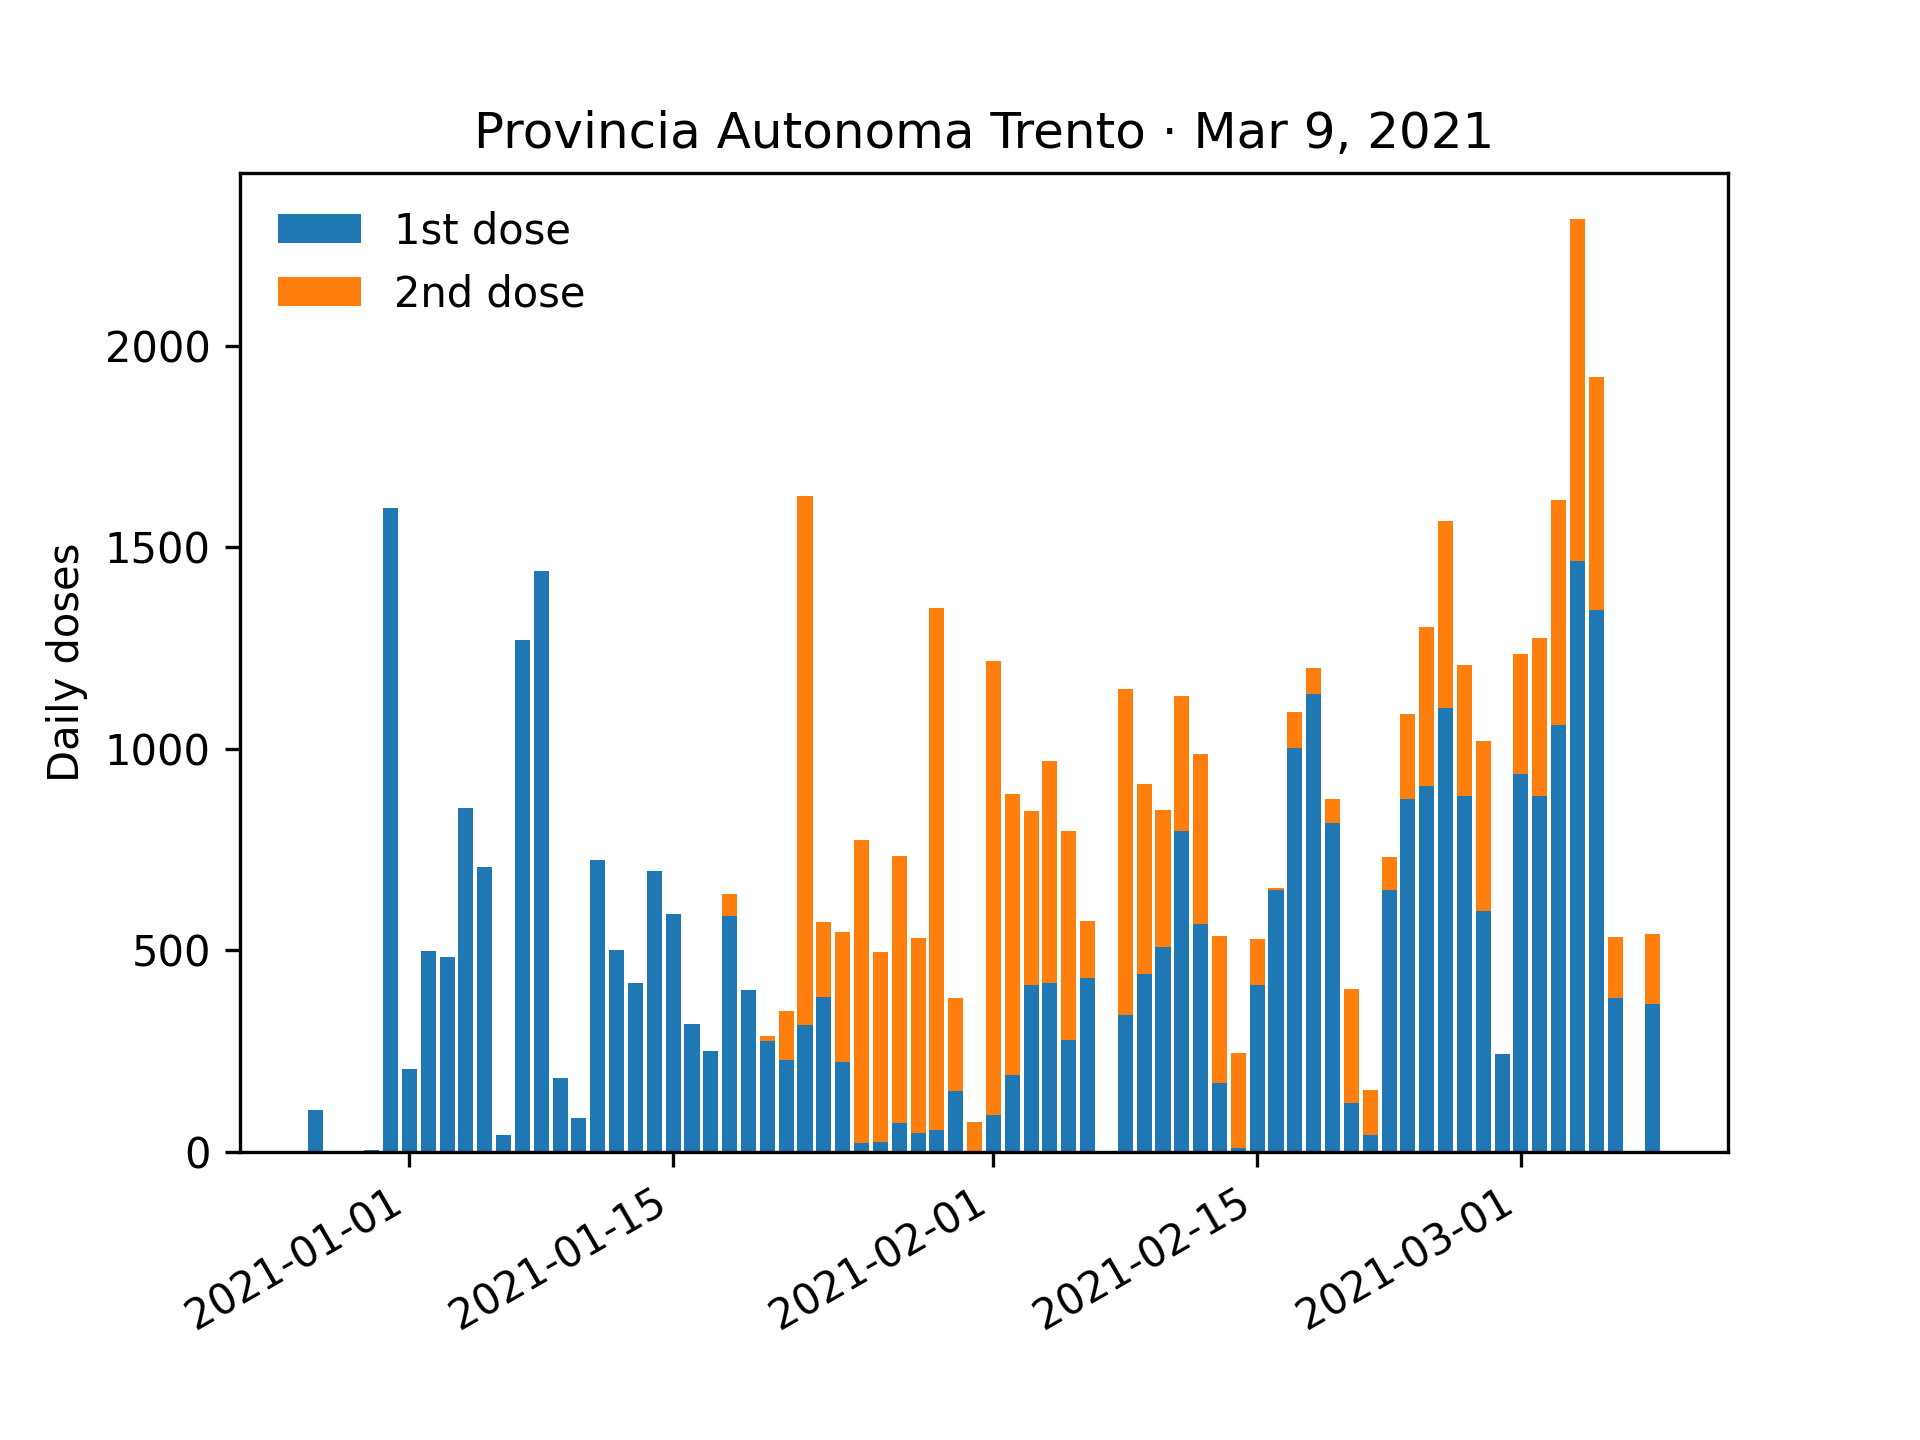 Provincia Autonoma Trento · Mar 9, 2021
1st dose
2nd dose
Daily doses
2000
1500
1000
500
0
2021-01-01
2021-01-15
2021-02-01
2021-02-15
2021-03-01